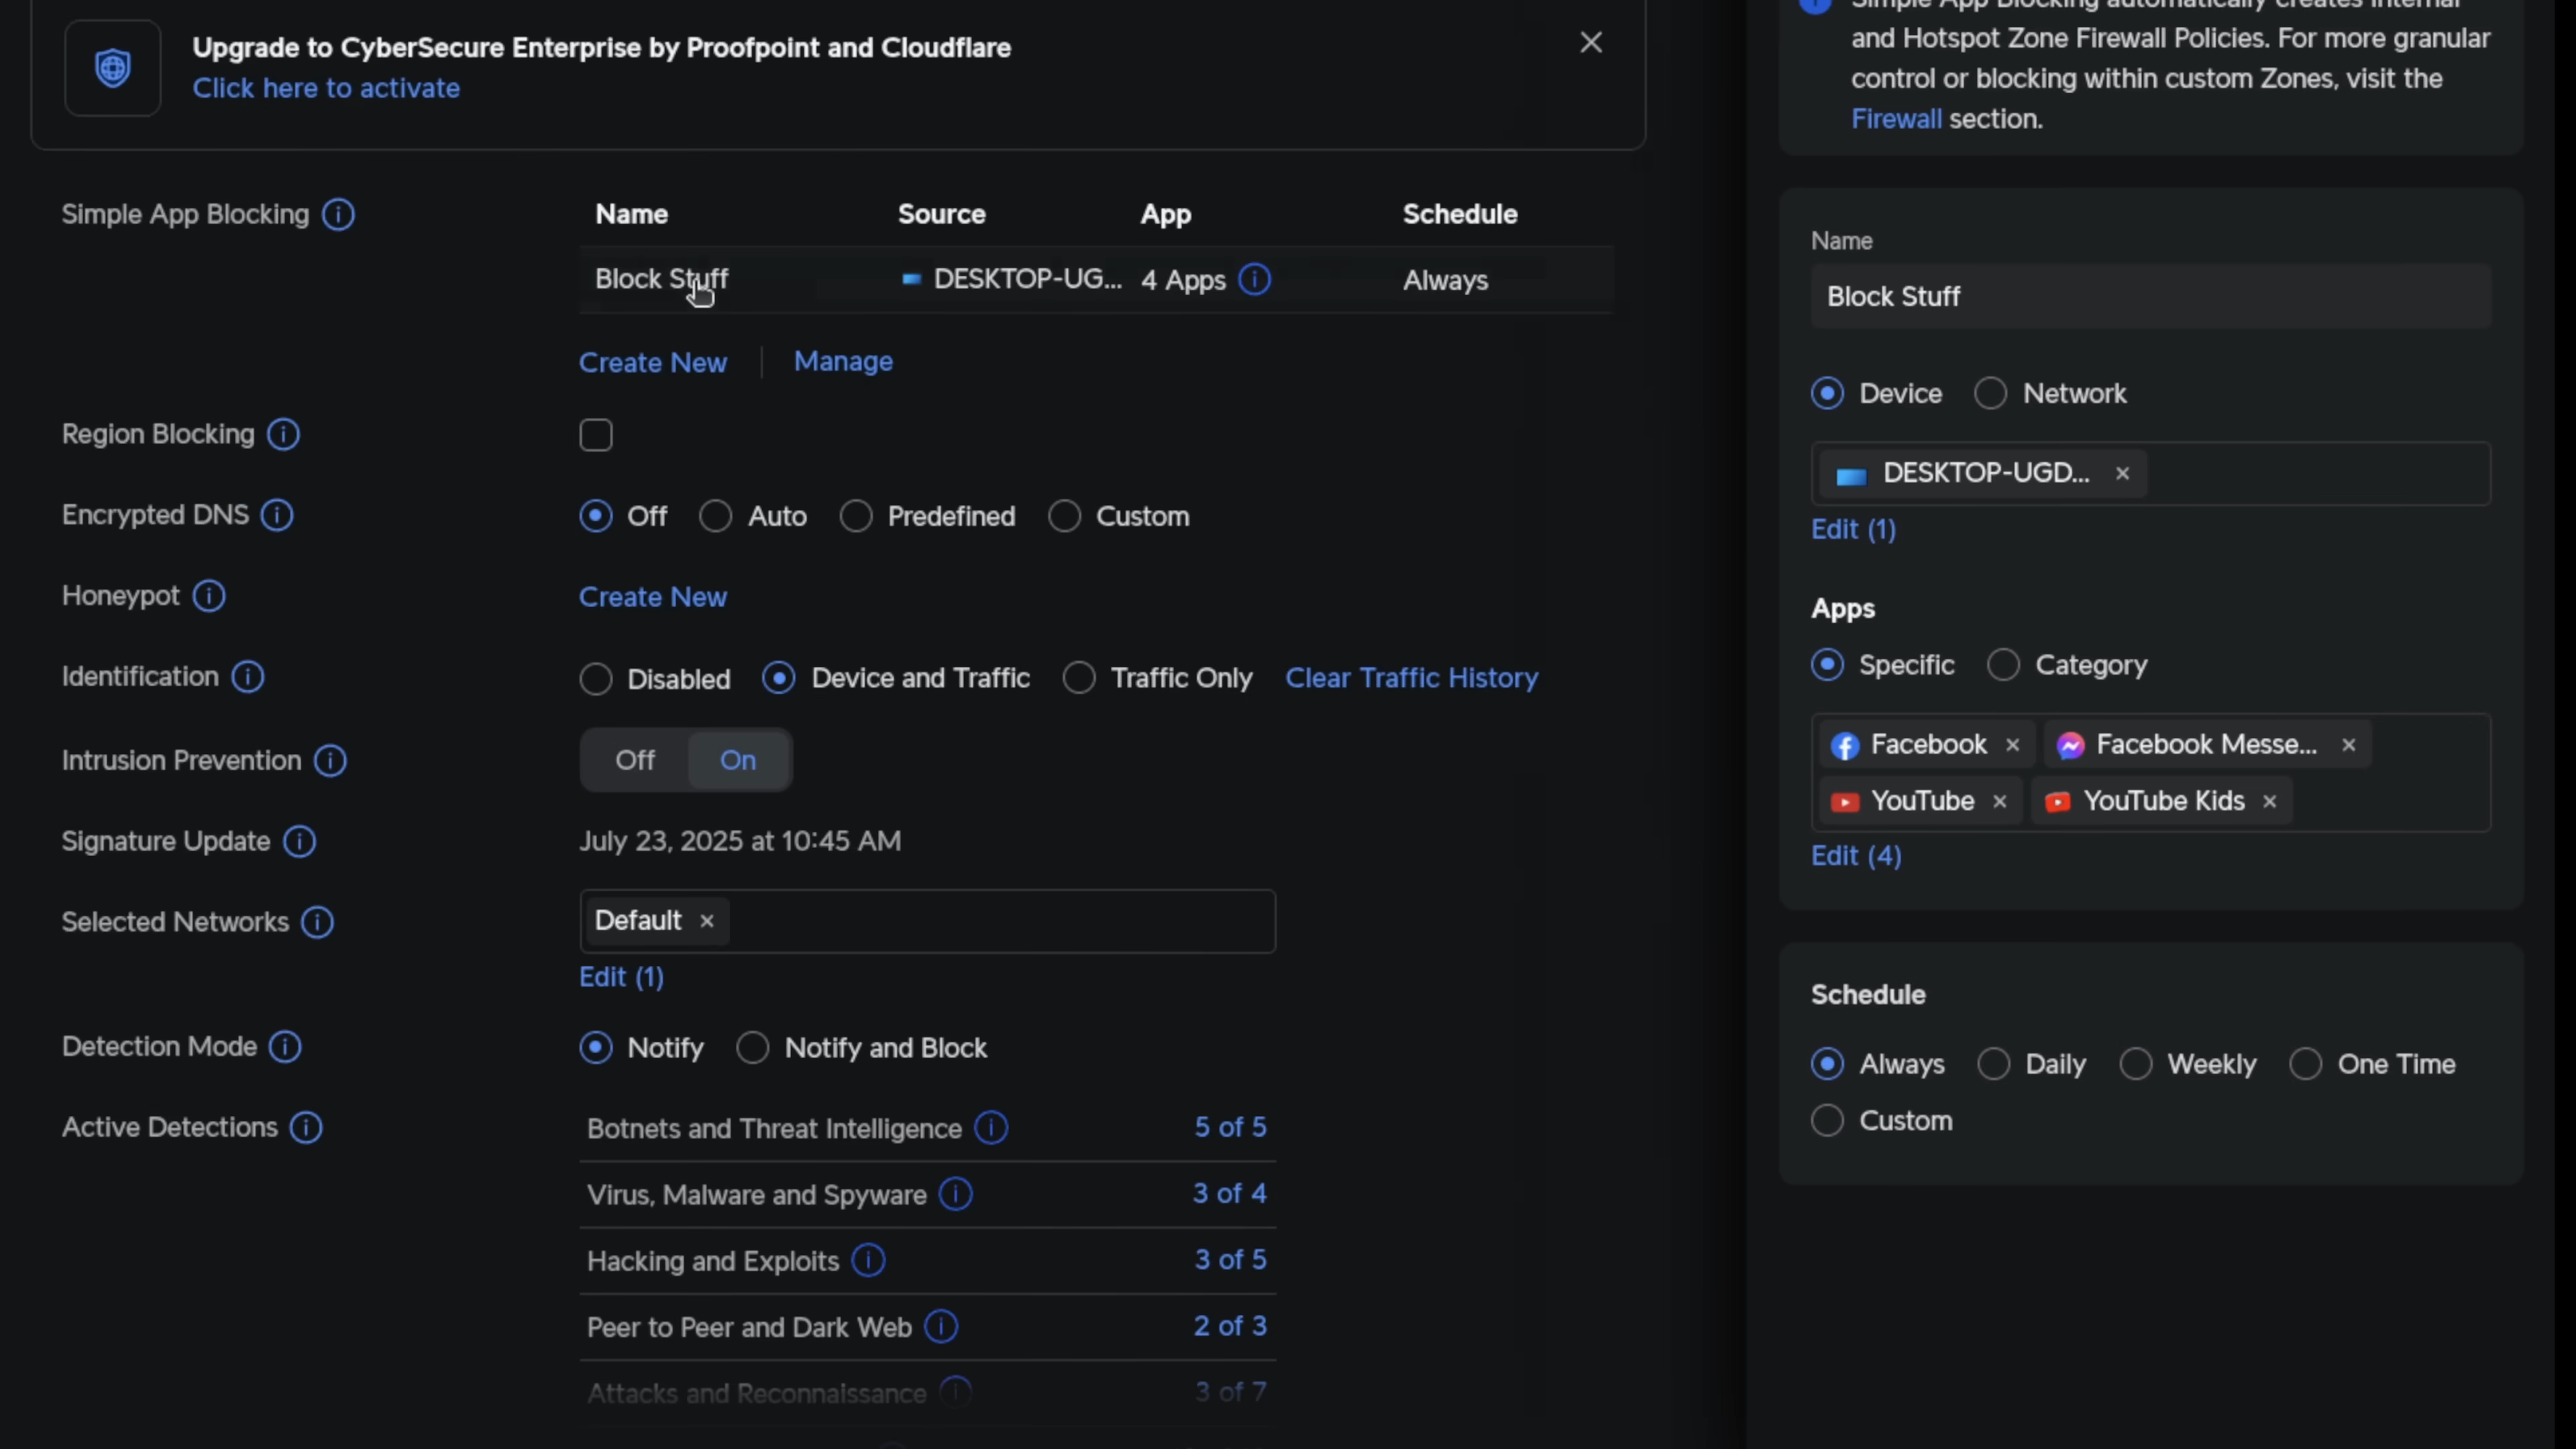 Upgrade to CyberSecure Enterprise by Proofpoint and Cloudflare
Click here to activate
Simple App Blocking
Name Source App Schedule
Block Stuff DESKTOP-UG... 4 Apps Always
Create New Manage
Region Blocking
Encrypted DNS Off Auto Predefined Custom
Honeypot Create New
Identification Disabled Device and Traffic Traffic Only Clear Traffic History
Intrusion Prevention Off On
Signature Update July 23, 2025 at 10:45 AM
Selected Networks Default
Edit (1)
Detection Mode Notify Notify and Block
Active Detections
Botnets and Threat Intelligence 5 of 5
Virus, Malware and Spyware 3 of 4
Hacking and Exploits 3 of 5
Peer to Peer and Dark Web 2 of 3
Attacks and Reconnaissance 3 of 7
Simple App Blocking automatically creates Internal
and Hotspot Zone Firewall Policies. For more granular
control or blocking within custom Zones, visit the
Firewall section.
Name
Block Stuff
Device Network
DESKTOP-UGD...
Edit (1)
Apps
Specific Category
Facebook Facebook Messe...
YouTube YouTube Kids
Edit (4)
Schedule
Always Daily Weekly One Time
Custom